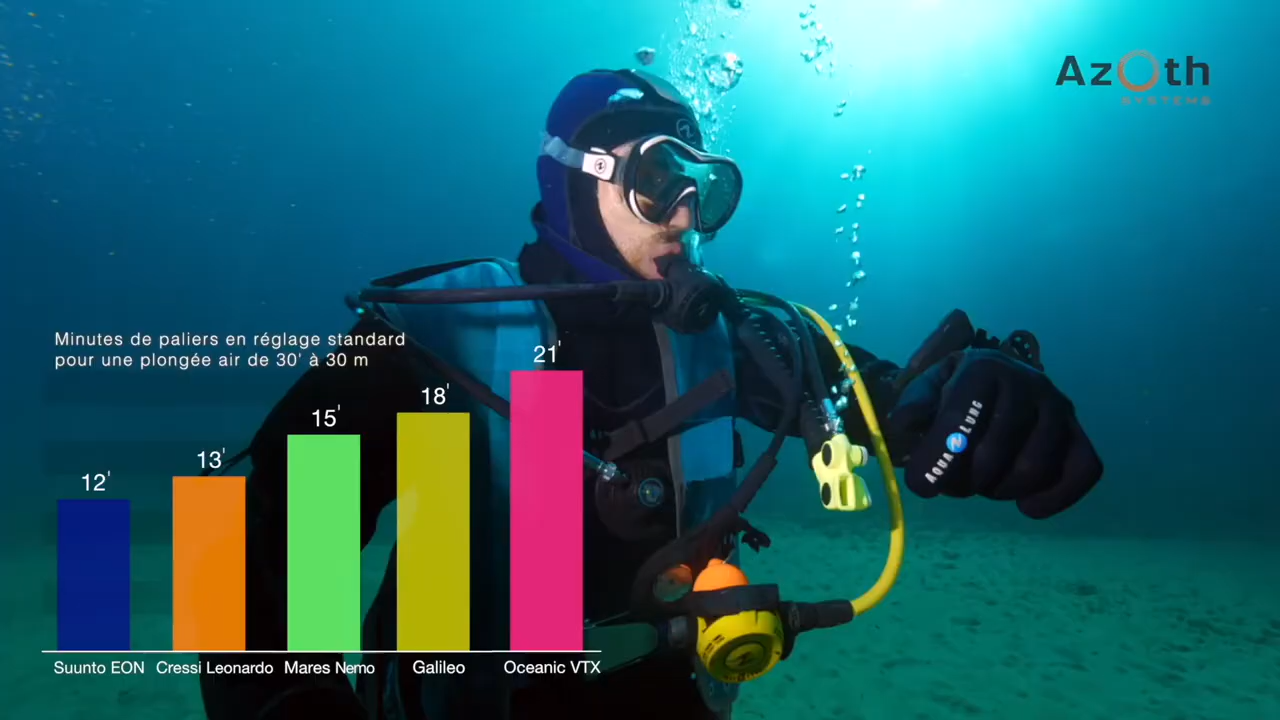 AzOth
SYSTEMS
Minutes de paliers en réglage standard
pour une plongée air de 30' à 30 m
21'
18'
15'
13'
12'
AQUA LUNG
Suunto EON Cressi Leonardo Mares Nemo Galileo Oceanic VTX